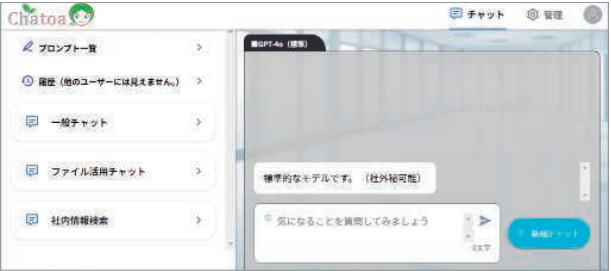 Chatoa
チャット
管理
プロンプト一覧
履歴（他のユーザーには見えません。）
一般チャット
ファイル活用チャット
社内情報検索
■GPT-4o（標準）
標準的なモデルです。（社外秘可能）
気になることを質問してみましょう
0文字
新規チャット